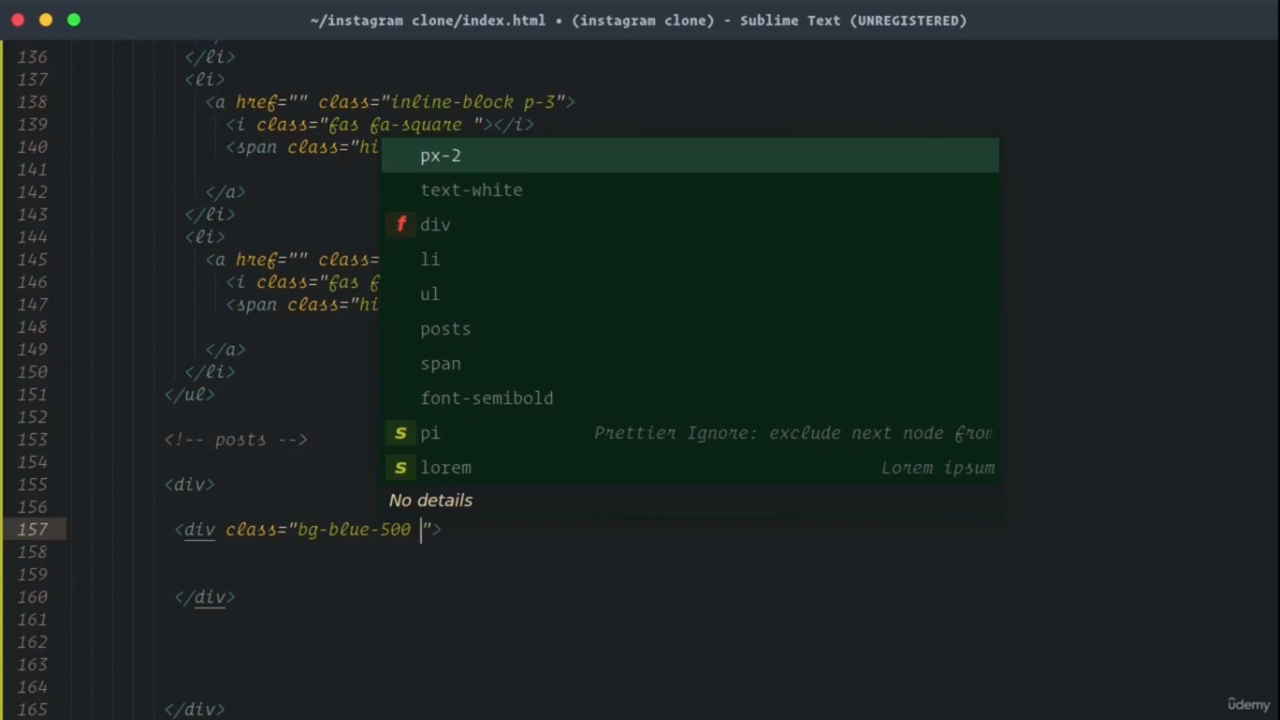 ~/instagram clone/index.html • (instagram clone) - Sublime Text (UNREGISTERED)
136 </li>
137 <li>
138 <a href="" class="inline-block p-3">
139 <i class="fas fa-square "></i>
140 <span class="hi
141
142 </a>
143 </li>
144 <li>
145 <a href="" class=
146 <i class="fas f
147 <span class="hi
148
149 </a>
150 </li>
151 </ul>
152
153 <!-- posts -->
154
155 <div>
156
157 <div class="bg-blue-500 ">
158
159
160 </div>
161
162
163
164
165 </div>
px-2
text-white
f div
li
ul
posts
span
font-semibold
s pi Prettier Ignore: exclude next node from
s lorem Lorem ipsum
No details
ûdemy